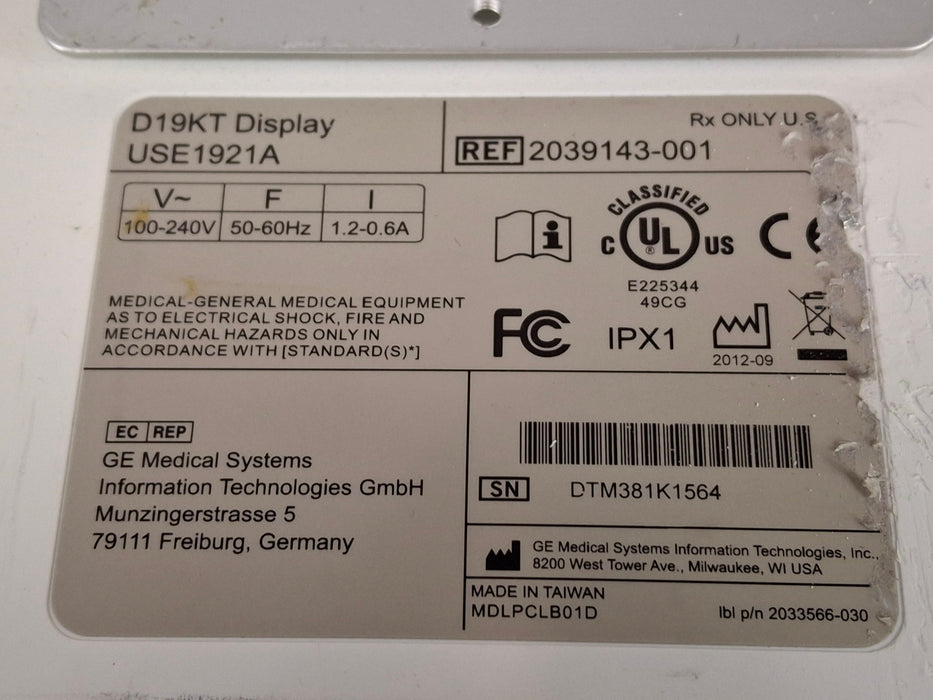 D19KT Display
USE1921A
Rx ONLY U.S
REF 2039143-001
V~ F I
100-240V 50-60Hz 1.2-0.6A
CLASSIFIED
C UL US
®
CE
E225344
49CG
MEDICAL-GENERAL MEDICAL EQUIPMENT
AS TO ELECTRICAL SHOCK, FIRE AND
MECHANICAL HAZARDS ONLY IN
ACCORDANCE WITH [STANDARD(S)*]
FC
IPX1
2012-09
EC REP
GE Medical Systems
Information Technologies GmbH
Munzingerstrasse 5
79111 Freiburg, Germany
SN DTM381K1564
GE Medical Systems Information Technologies, Inc.,
8200 West Tower Ave., Milwaukee, WI USA
MADE IN TAIWAN
MDLPCLB01D
lbl p/n 2033566-030